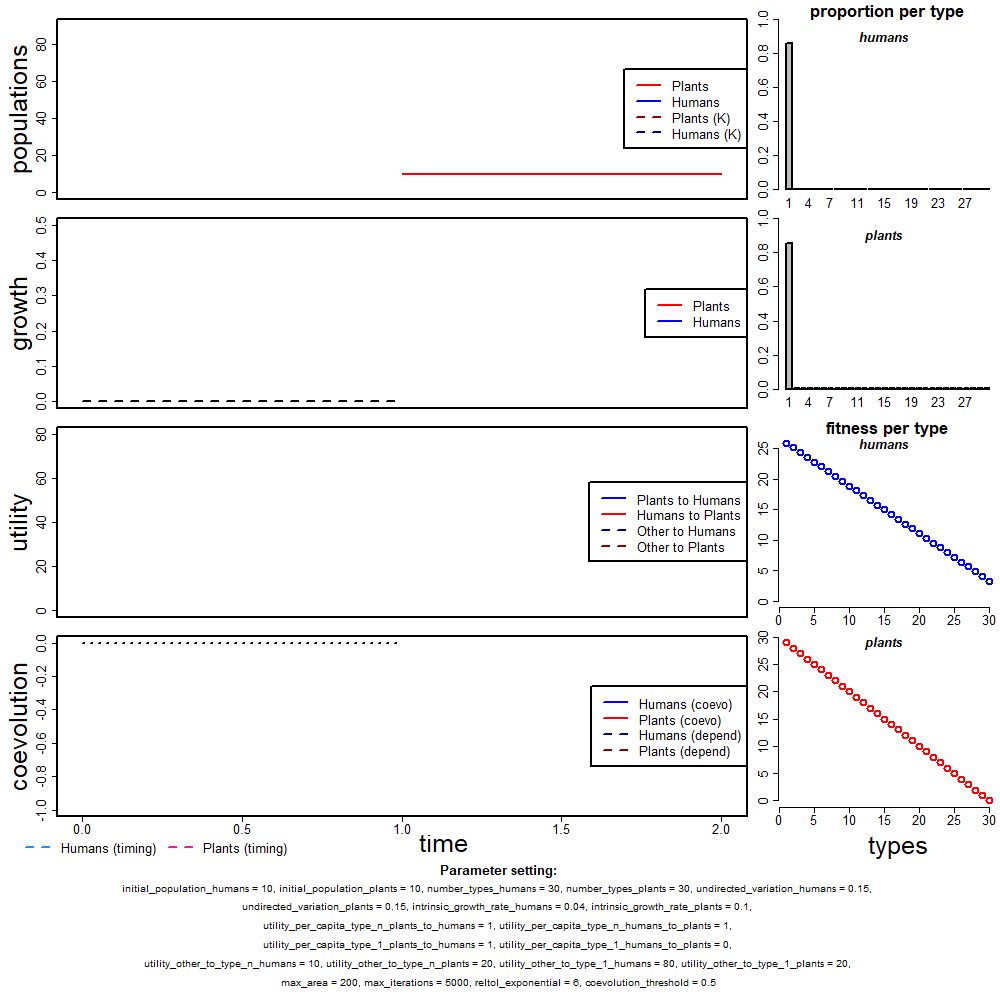 proportion per type
populations
0 20 40 60 80
Plants
Humans
Plants (K)
Humans (K)
humans
0.0 0.2 0.4 0.6 0.8 1.0
1 4 7 11 15 19 23 27
growth
0.0 0.1 0.2 0.3 0.4 0.5
Plants
Humans
plants
0.0 0.2 0.4 0.6 0.8 1.0
1 4 7 11 15 19 23 27
utility
0 20 40 60 80
Plants to Humans
Humans to Plants
Other to Humans
Other to Plants
fitness per type
humans
0 5 10 15 20 25
0 5 10 15 20 25 30
coevolution
-1.0 -0.8 -0.6 -0.4 -0.2 0.0
Humans (coevo)
Plants (coevo)
Humans (depend)
Plants (depend)
0.0 0.5 1.0 1.5 2.0
time
Humans (timing) Plants (timing)
plants
0 5 10 15 20 25 30
0 5 10 15 20 25 30
types
Parameter setting:
initial_population_humans = 10, initial_population_plants = 10, number_types_humans = 30, number_types_plants = 30, undirected_variation_humans = 0.15,
undirected_variation_plants = 0.15, intrinsic_growth_rate_humans = 0.04, intrinsic_growth_rate_plants = 0.1,
utility_per_capita_type_n_plants_to_humans = 1, utility_per_capita_type_n_humans_to_plants = 1,
utility_per_capita_type_1_plants_to_humans = 1, utility_per_capita_type_1_humans_to_plants = 0,
utility_other_to_type_n_humans = 10, utility_other_to_type_n_plants = 20, utility_other_to_type_1_humans = 80, utility_other_to_type_1_plants = 20,
max_area = 200, max_iterations = 5000, reltol_exponential = 6, coevolution_threshold = 0.5